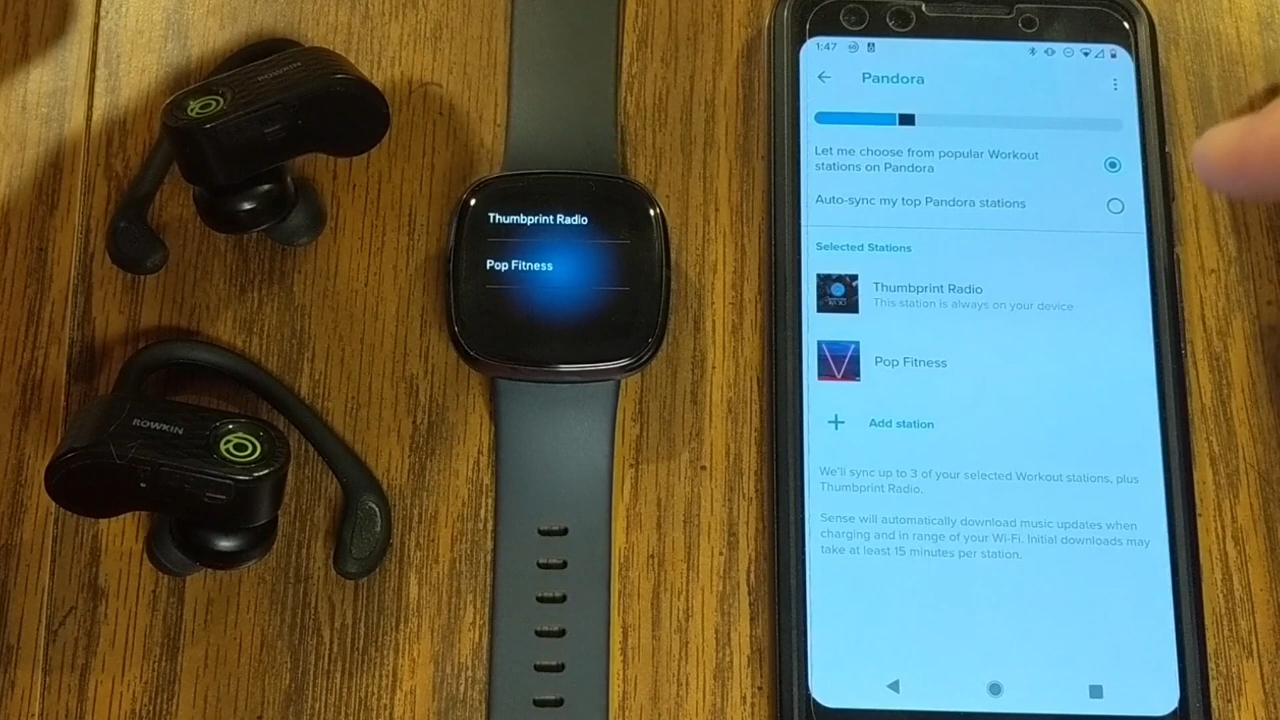 ROWKIN
ROWKIN
Thumbprint Radio
Pop Fitness
1:47
Pandora
Let me choose from popular Workout
stations on Pandora
Auto-sync my top Pandora stations
Selected Stations
Thumbprint Radio
This station is always on your device
Pop Fitness
Add station
We'll sync up to 3 of your selected Workout stations, plus
Thumbprint Radio.
Sense will automatically download music updates when
charging and in range of your Wi-Fi. Initial downloads may
take at least 15 minutes per station.